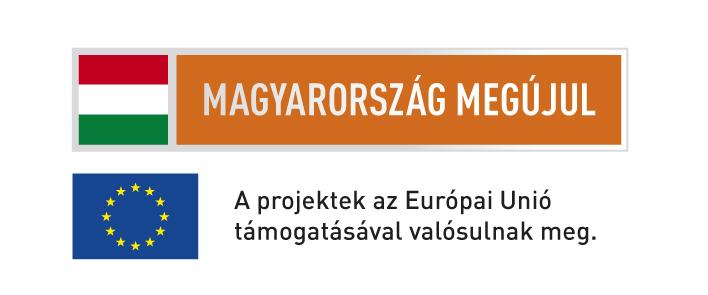 MAGYARORSZÁG MEGÚJUL
A projektek az Európai Unió
támogatásával valósulnak meg.